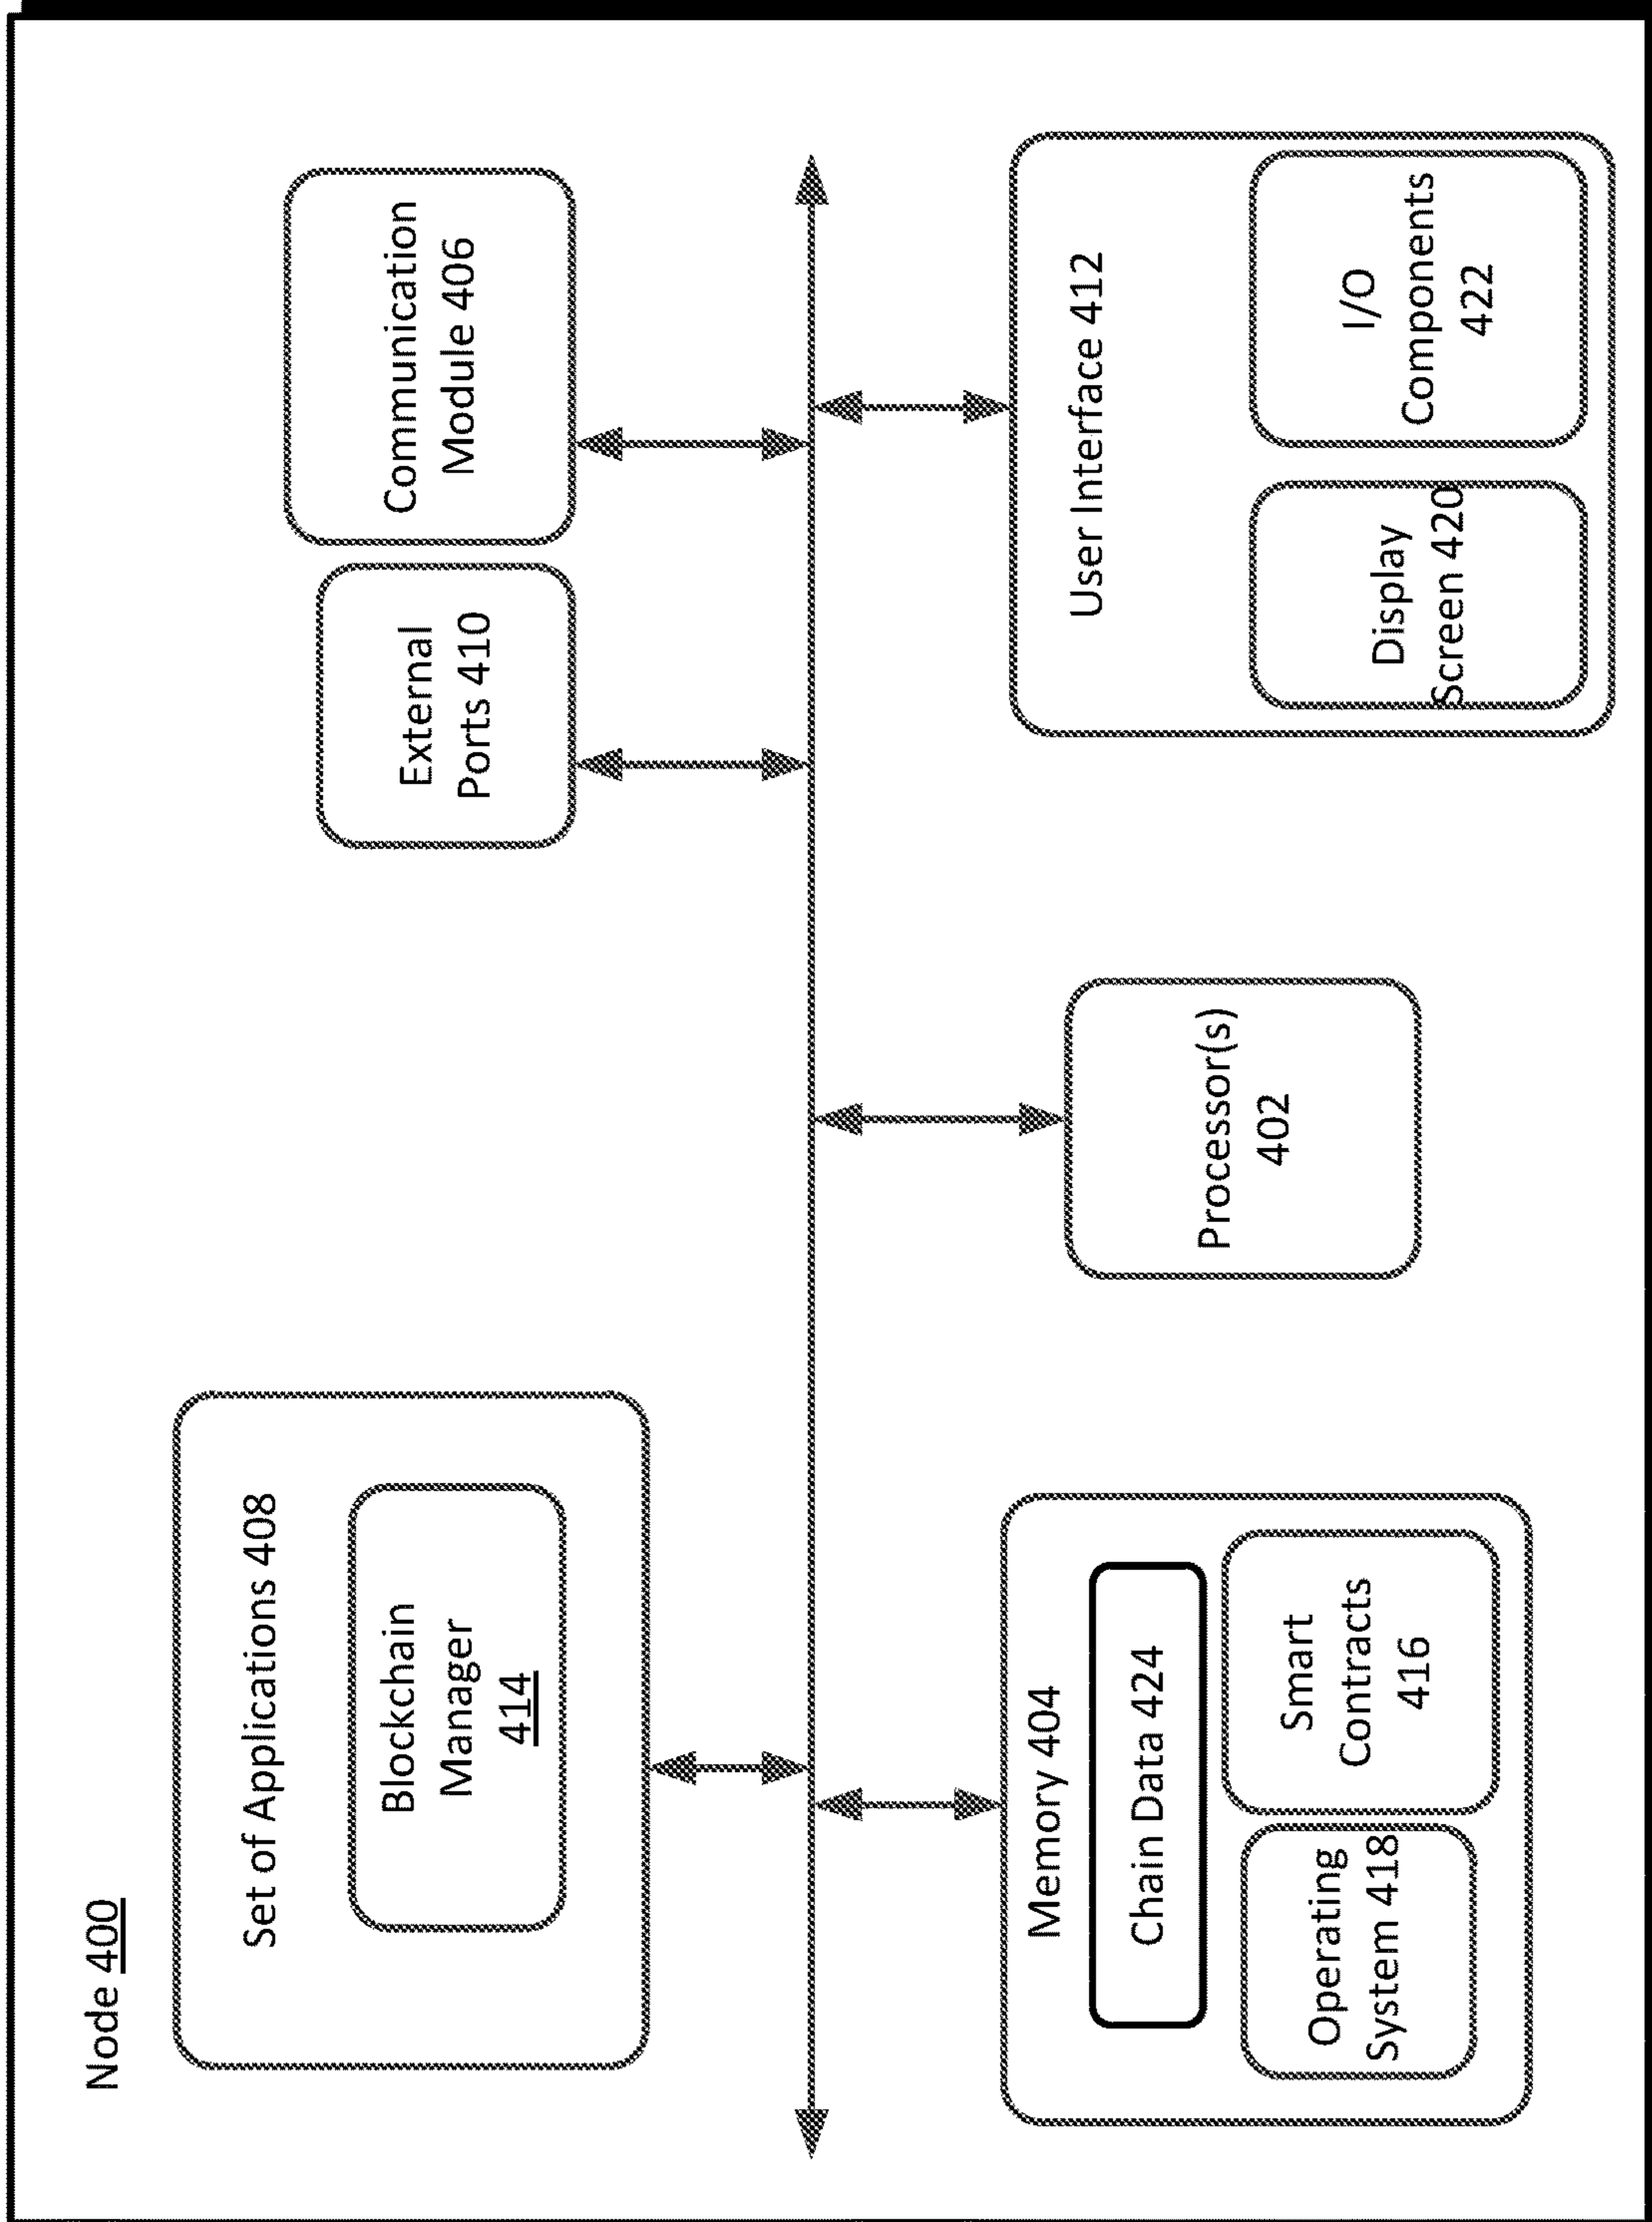 Node 400
Set of Applications 408
Blockchain
Manager
414
External
Ports 410
Communication
Module 406
Memory 404
Chain Data 424
Operating
System 418
Smart
Contracts
416
Processor(s)
402
User Interface 412
Display
Screen 420
I/O
Components
422